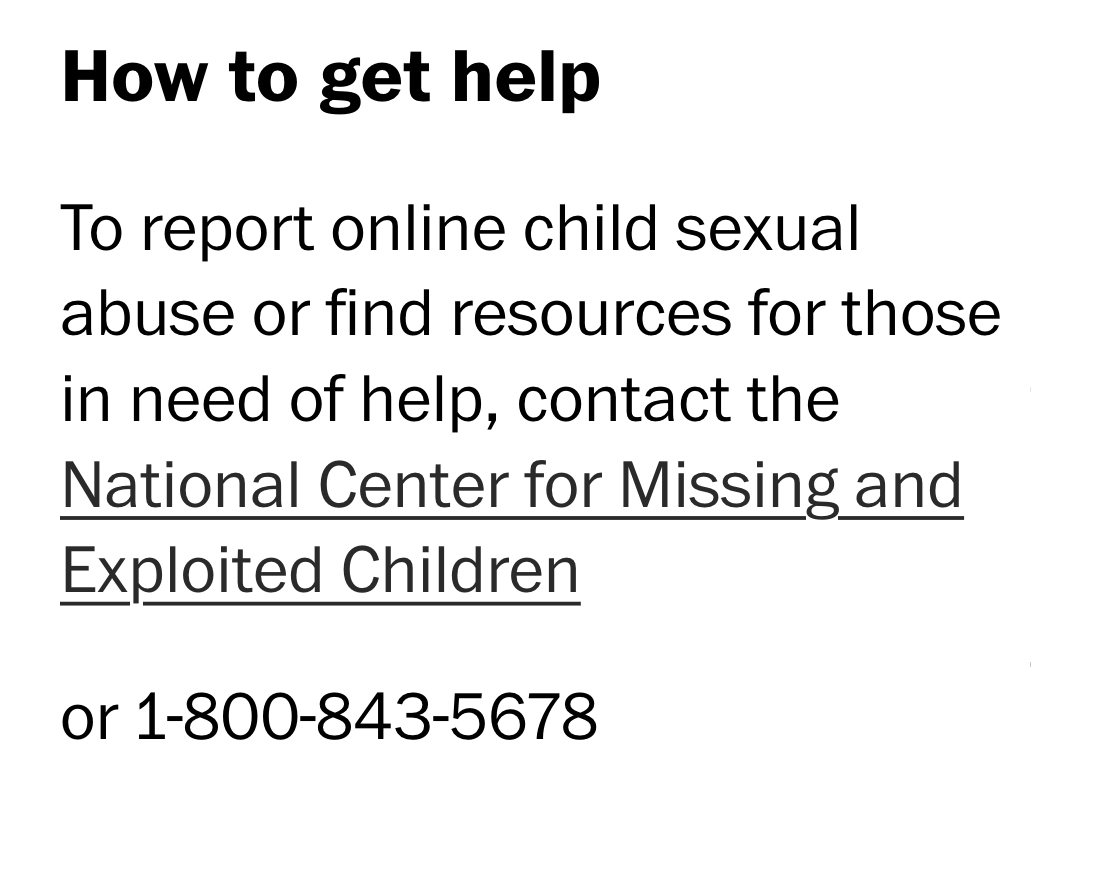 How to get help
To report online child sexual
abuse or find resources for those
in need of help, contact the
National Center for Missing and
Exploited Children
or 1-800-843-5678